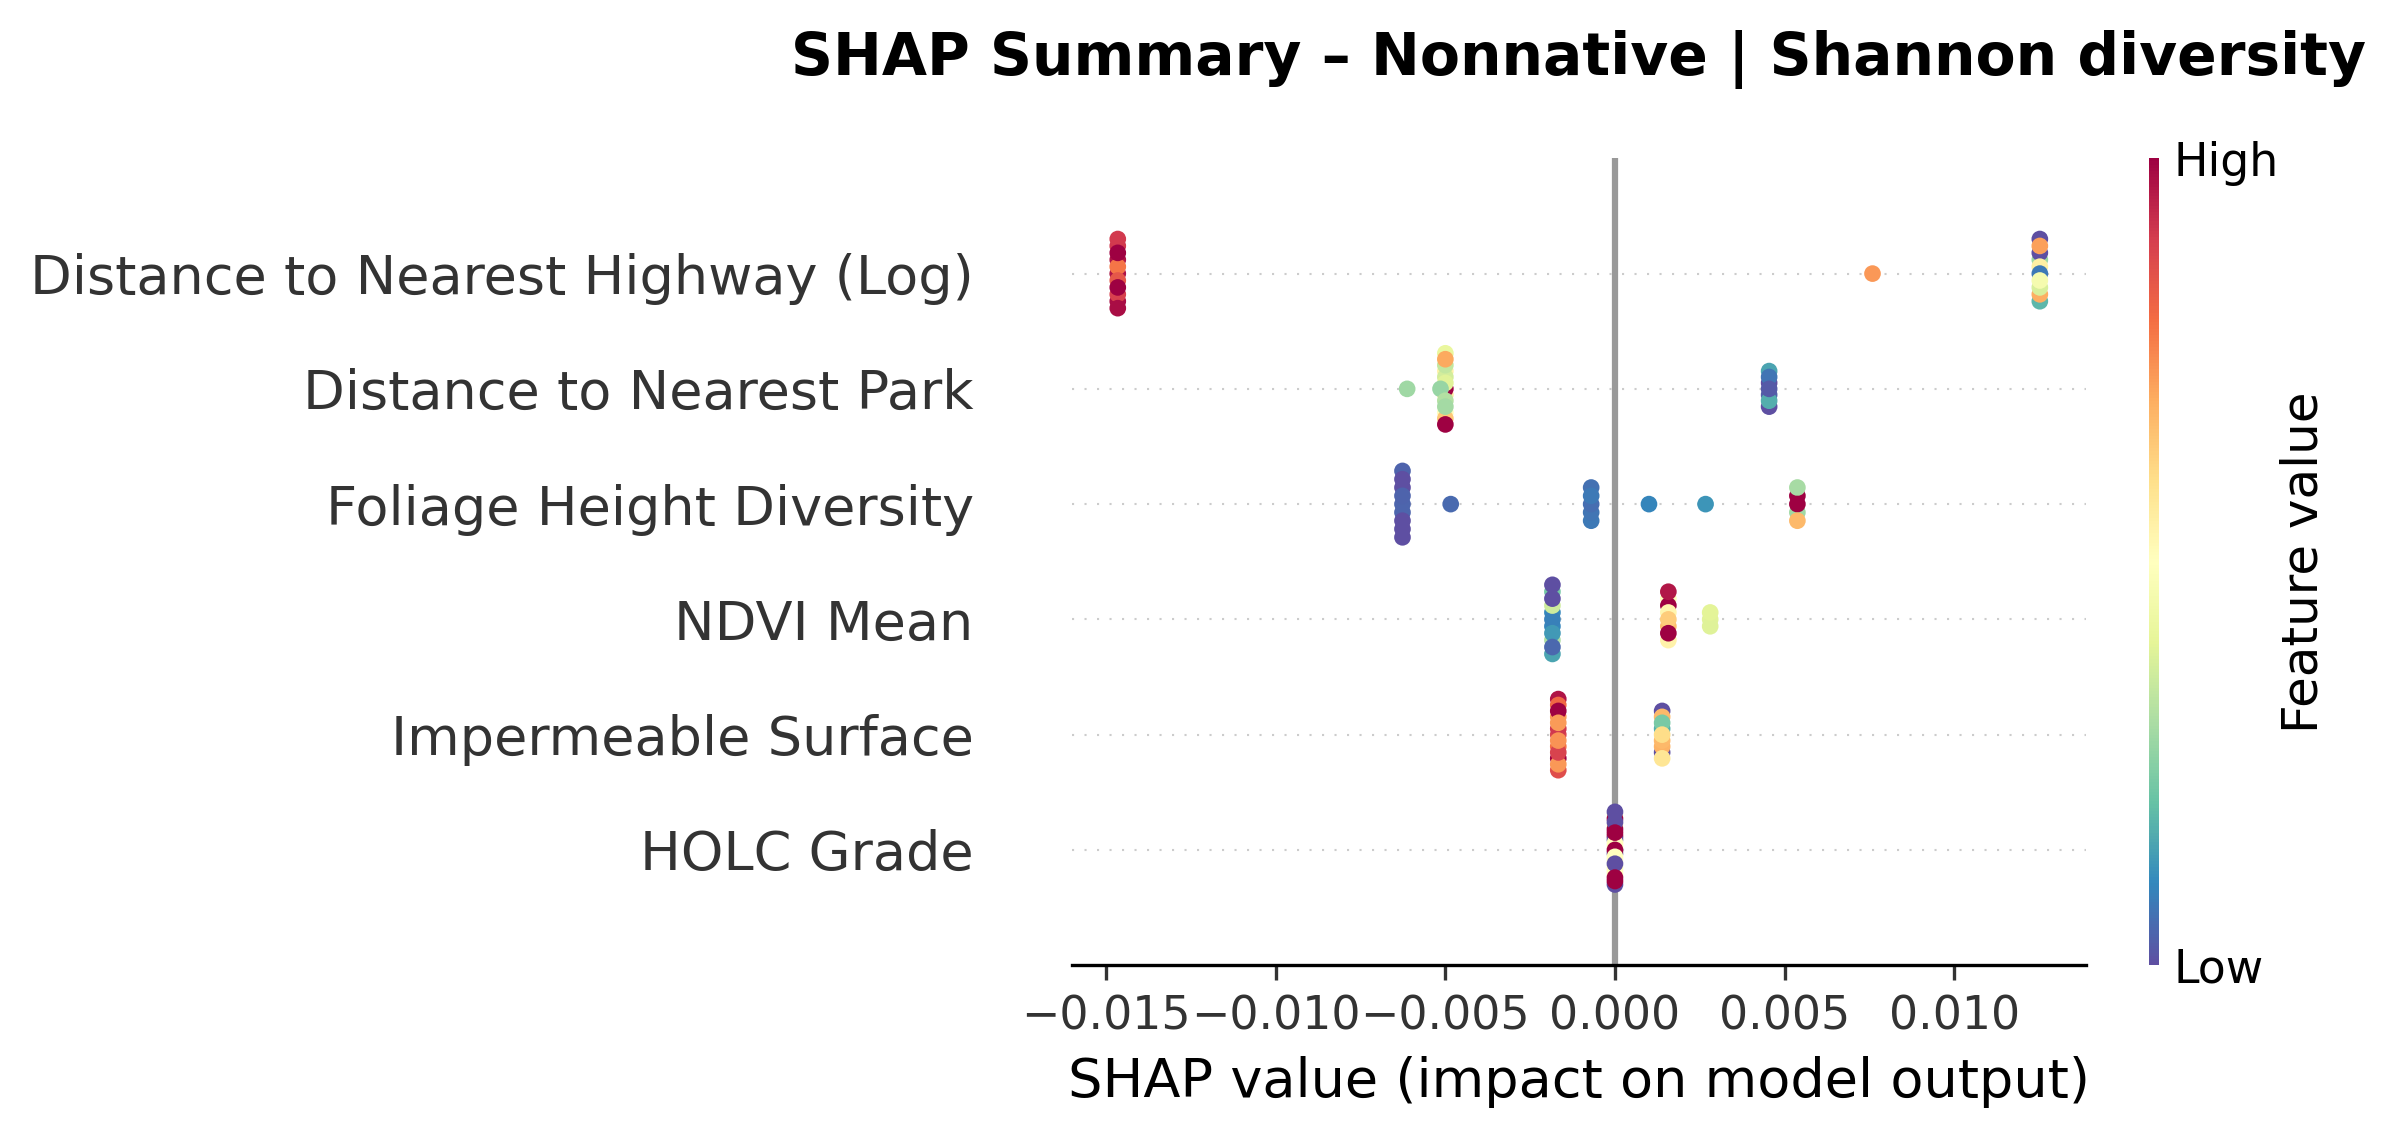 SHAP Summary – Nonnative | Shannon diversity
High
Distance to Nearest Highway (Log)
Distance to Nearest Park
Foliage Height Diversity
NDVI Mean
Impermeable Surface
HOLC Grade
Feature value
Low
−0.015 −0.010 −0.005 0.000 0.005 0.010
SHAP value (impact on model output)